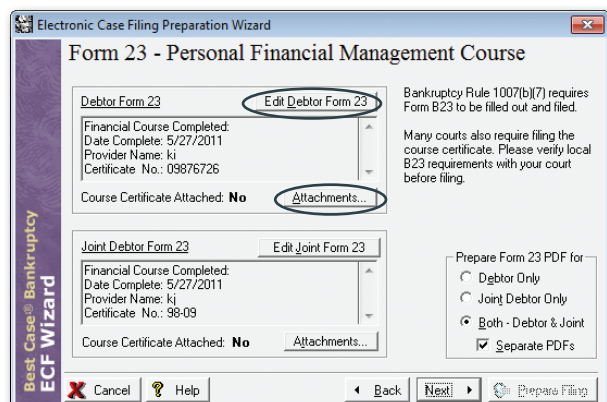 Electronic Case Filing Preparation Wizard
Form 23 - Personal Financial Management Course
Debtor Form 23
Edit Debtor Form 23
Financial Course Completed:
Date Complete: 5/27/2011
Provider Name: ki
Certificate No.: 09876726
Course Certificate Attached: No
Attachments...
Bankruptcy Rule 1007(b)(7) requires
Form B23 to be filled out and filed.
Many courts also require filing the
course certificate. Please verify local
B23 requirements with your court
before filing.
Joint Debtor Form 23
Edit Joint Form 23
Financial Course Completed:
Date Complete: 5/27/2011
Provider Name: kj
Certificate No.: 98-09
Course Certificate Attached: No
Attachments...
Prepare Form 23 PDF for
Debtor Only
Joint Debtor Only
Both - Debtor & Joint
Separate PDFs
Best Case® Bankruptcy
ECF Wizard
Cancel
Help
Back
Next
Prepare Filing